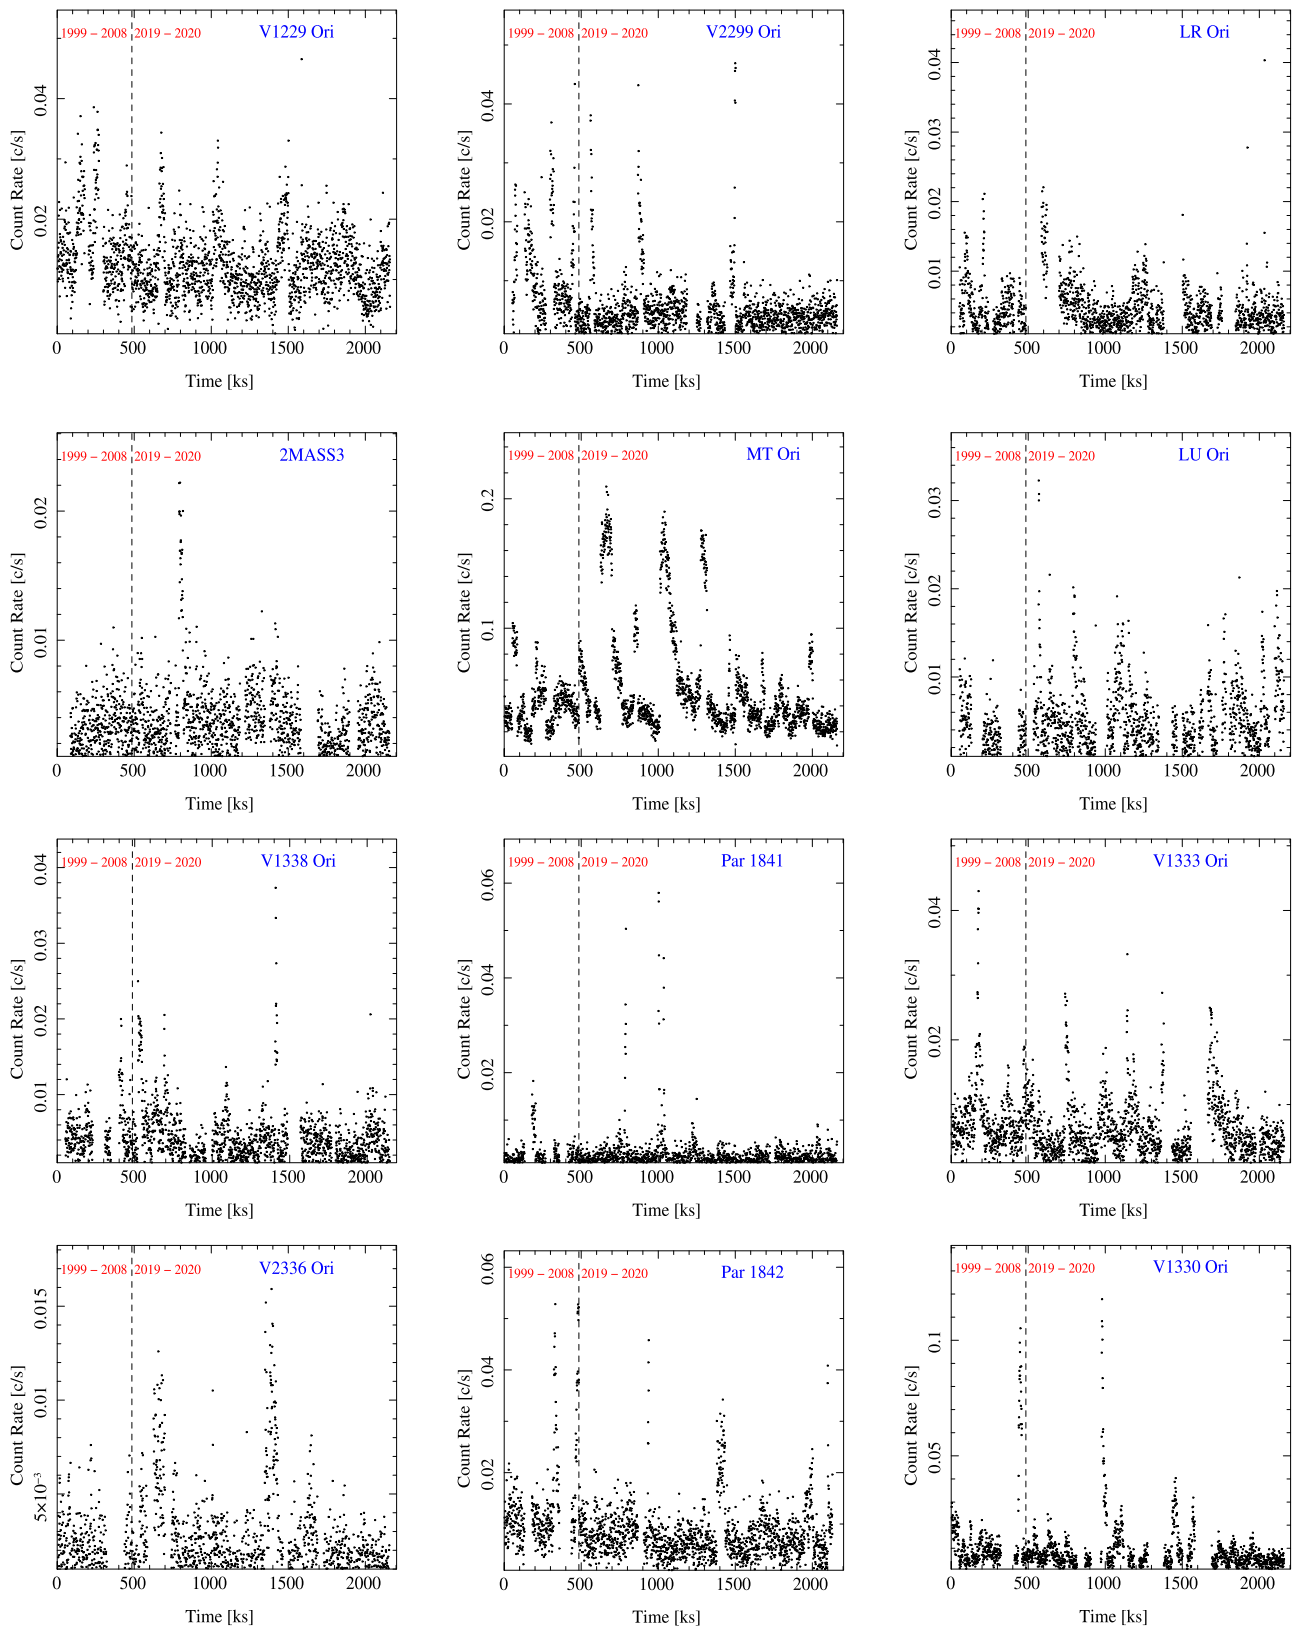 1999 – 2008 2019 – 2020 V1229 Ori
Count Rate [c/s]
0.02 0.04
0 500 1000 1500 2000
Time [ks]
1999 – 2008 2019 – 2020 V2299 Ori
Count Rate [c/s]
0.02 0.04
0 500 1000 1500 2000
Time [ks]
1999 – 2008 2019 – 2020 LR Ori
Count Rate [c/s]
0.01 0.02 0.03 0.04
0 500 1000 1500 2000
Time [ks]
1999 – 2008 2019 – 2020 2MASS3
Count Rate [c/s]
0.01 0.02
0 500 1000 1500 2000
Time [ks]
1999 – 2008 2019 – 2020 MT Ori
Count Rate [c/s]
0.1 0.2
0 500 1000 1500 2000
Time [ks]
1999 – 2008 2019 – 2020 LU Ori
Count Rate [c/s]
0.01 0.02 0.03
0 500 1000 1500 2000
Time [ks]
1999 – 2008 2019 – 2020 V1338 Ori
Count Rate [c/s]
0.01 0.02 0.03 0.04
0 500 1000 1500 2000
Time [ks]
1999 – 2008 2019 – 2020 Par 1841
Count Rate [c/s]
0.02 0.04 0.06
0 500 1000 1500 2000
Time [ks]
1999 – 2008 2019 – 2020 V1333 Ori
Count Rate [c/s]
0.02 0.04
0 500 1000 1500 2000
Time [ks]
1999 – 2008 2019 – 2020 V2336 Ori
Count Rate [c/s]
5×10⁻³ 0.01 0.015
0 500 1000 1500 2000
Time [ks]
1999 – 2008 2019 – 2020 Par 1842
Count Rate [c/s]
0.02 0.04 0.06
0 500 1000 1500 2000
Time [ks]
1999 – 2008 2019 – 2020 V1330 Ori
Count Rate [c/s]
0.05 0.1
0 500 1000 1500 2000
Time [ks]